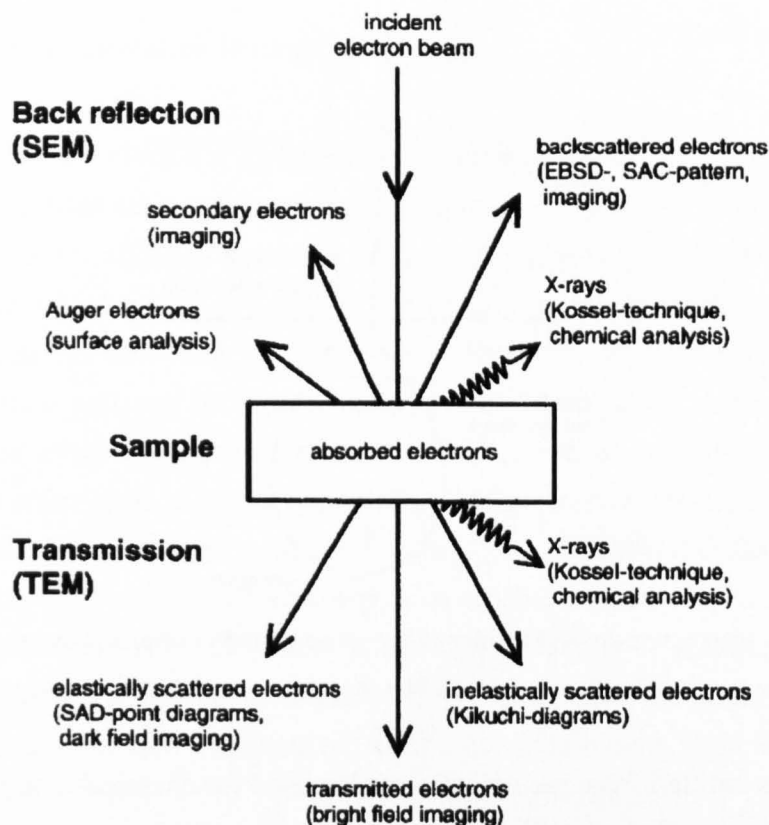 incident
electron beam
Back reflection
(SEM)
backscattered electrons
(EBSD-, SAC-pattern,
imaging)
secondary electrons
(imaging)
X-rays
(Kossel-technique,
chemical analysis)
Auger electrons
(surface analysis)
Sample
absorbed electrons
Transmission
(TEM)
X-rays
(Kossel-technique,
chemical analysis)
elastically scattered electrons
(SAD-point diagrams,
dark field imaging)
inelastically scattered electrons
(Kikuchi-diagrams)
transmitted electrons
(bright field imaging)